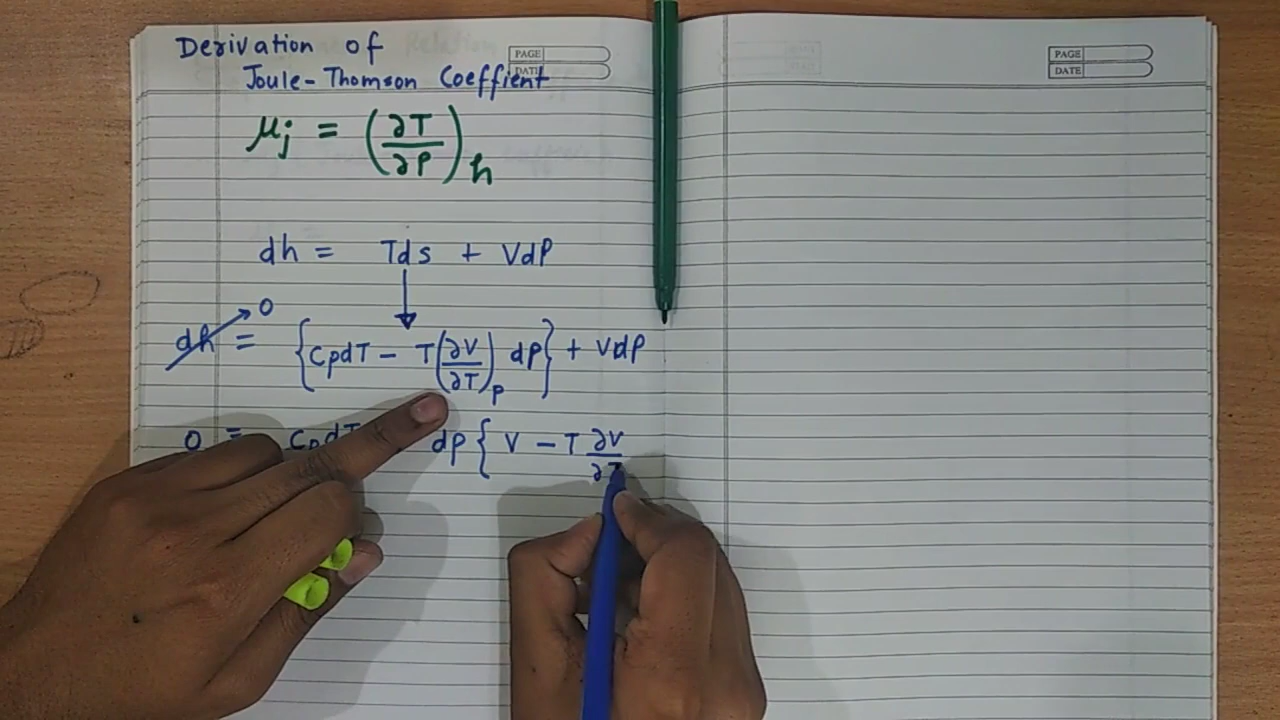 Derivation of
PAGE
DATE
Joule-Thomson Coeffient
PAGE
DATE
μj = (∂T/∂P)h
dh = Tds + VdP
0
dh = {CpdT - T(∂V/∂T)p dp} + VdP
0 = CpdT dp { V - T ∂V/∂T